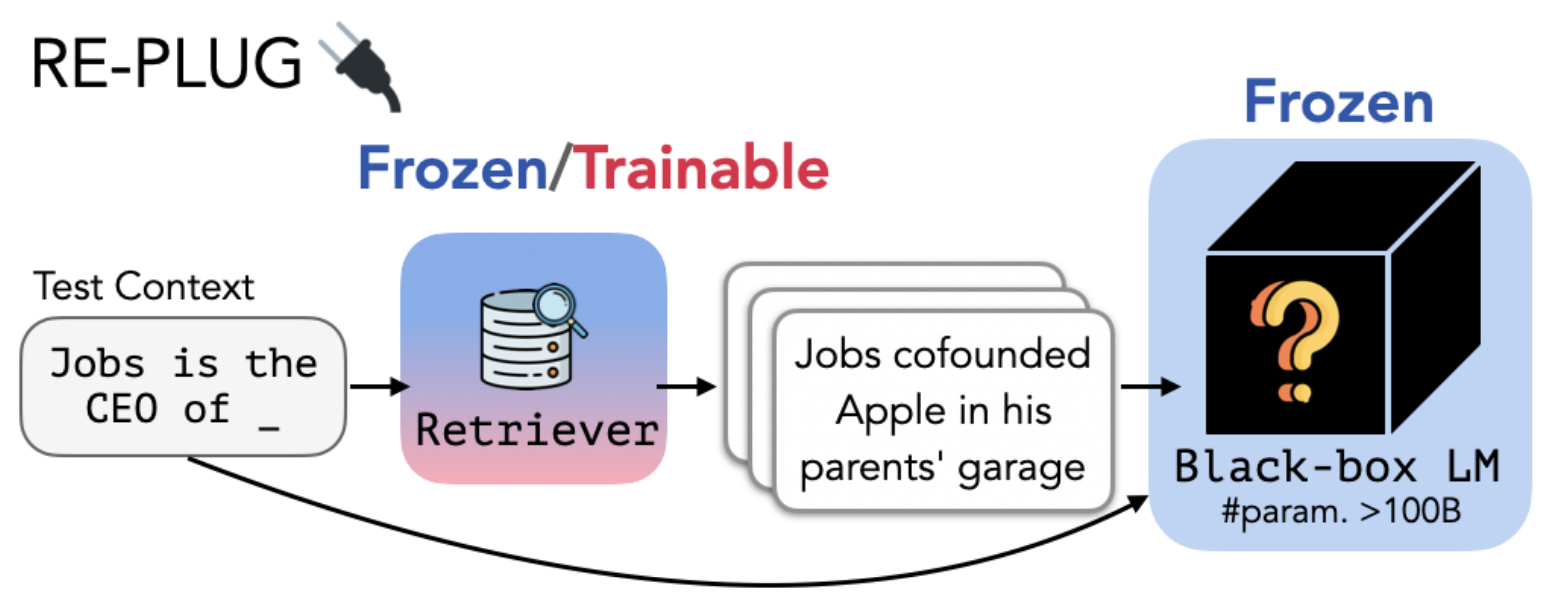 RE-PLUG
Frozen
Frozen/Trainable
Test Context
Jobs is the
CEO of _
Retriever
Jobs cofounded
Apple in his
parents' garage
?
Black-box LM
#param. >100B